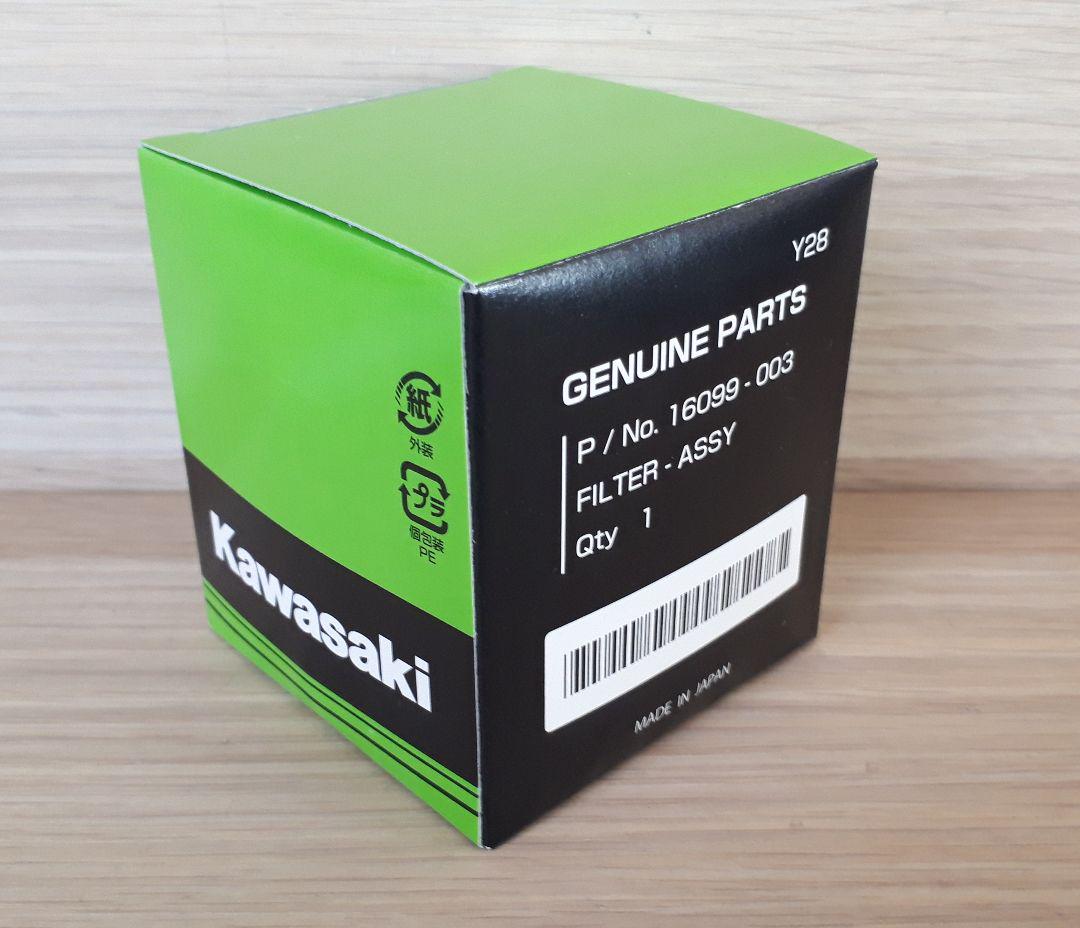 紙
外装
プラ
個包装
PE
Kawasaki
Y28
GENUINE PARTS
P / No. 16099 - 003
FILTER - ASSY
Qty 1
MADE IN JAPAN